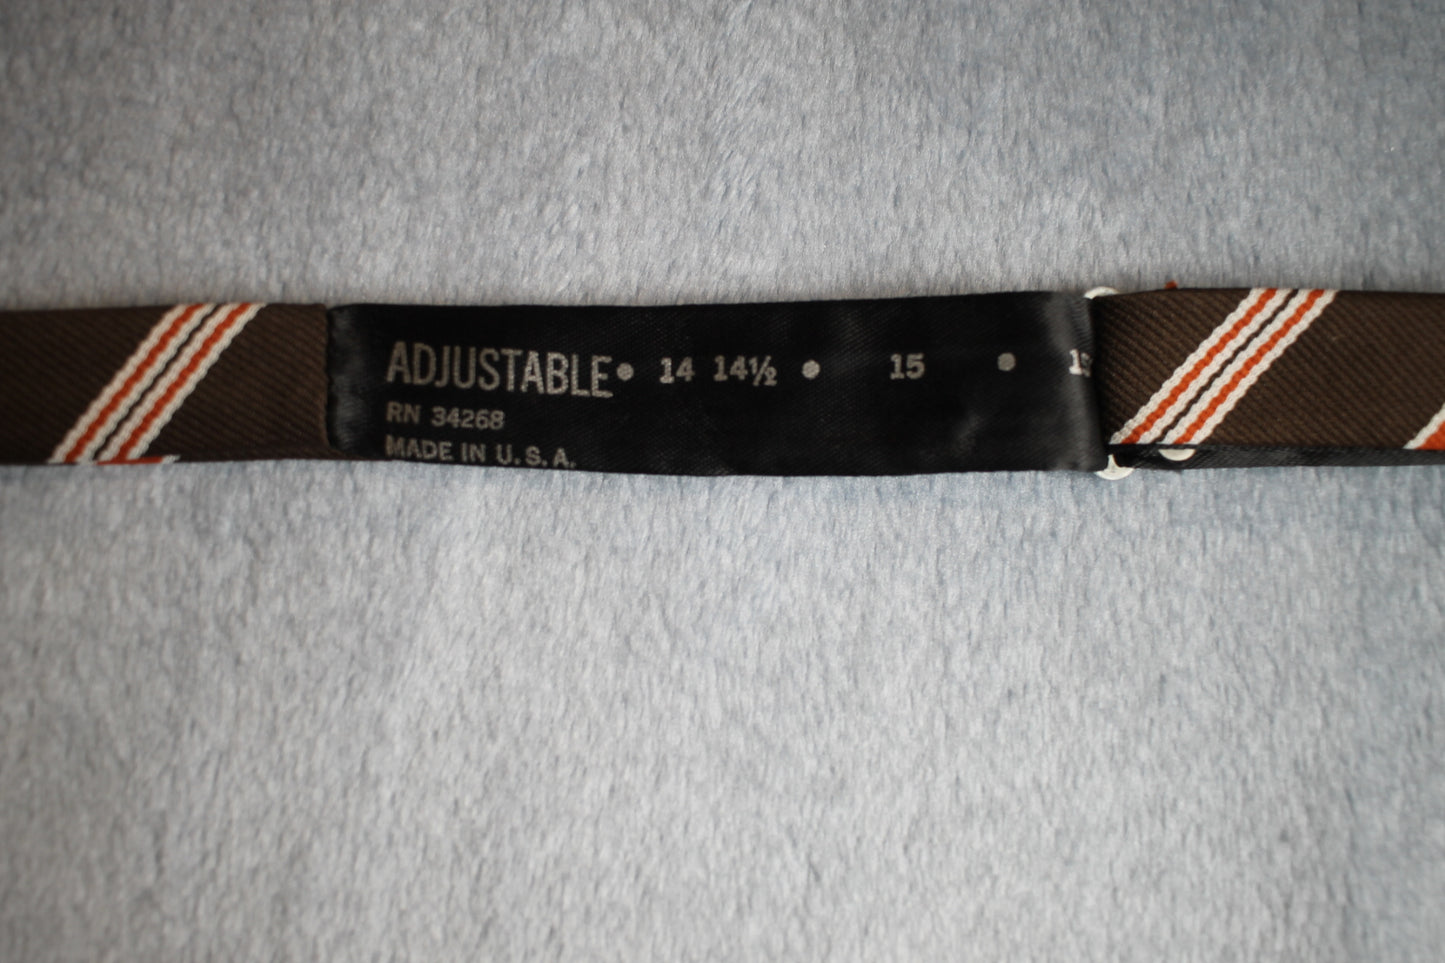 ADJUSTABLE• 14 14½ • 15 •
RN 34268
MADE IN U.S.A.